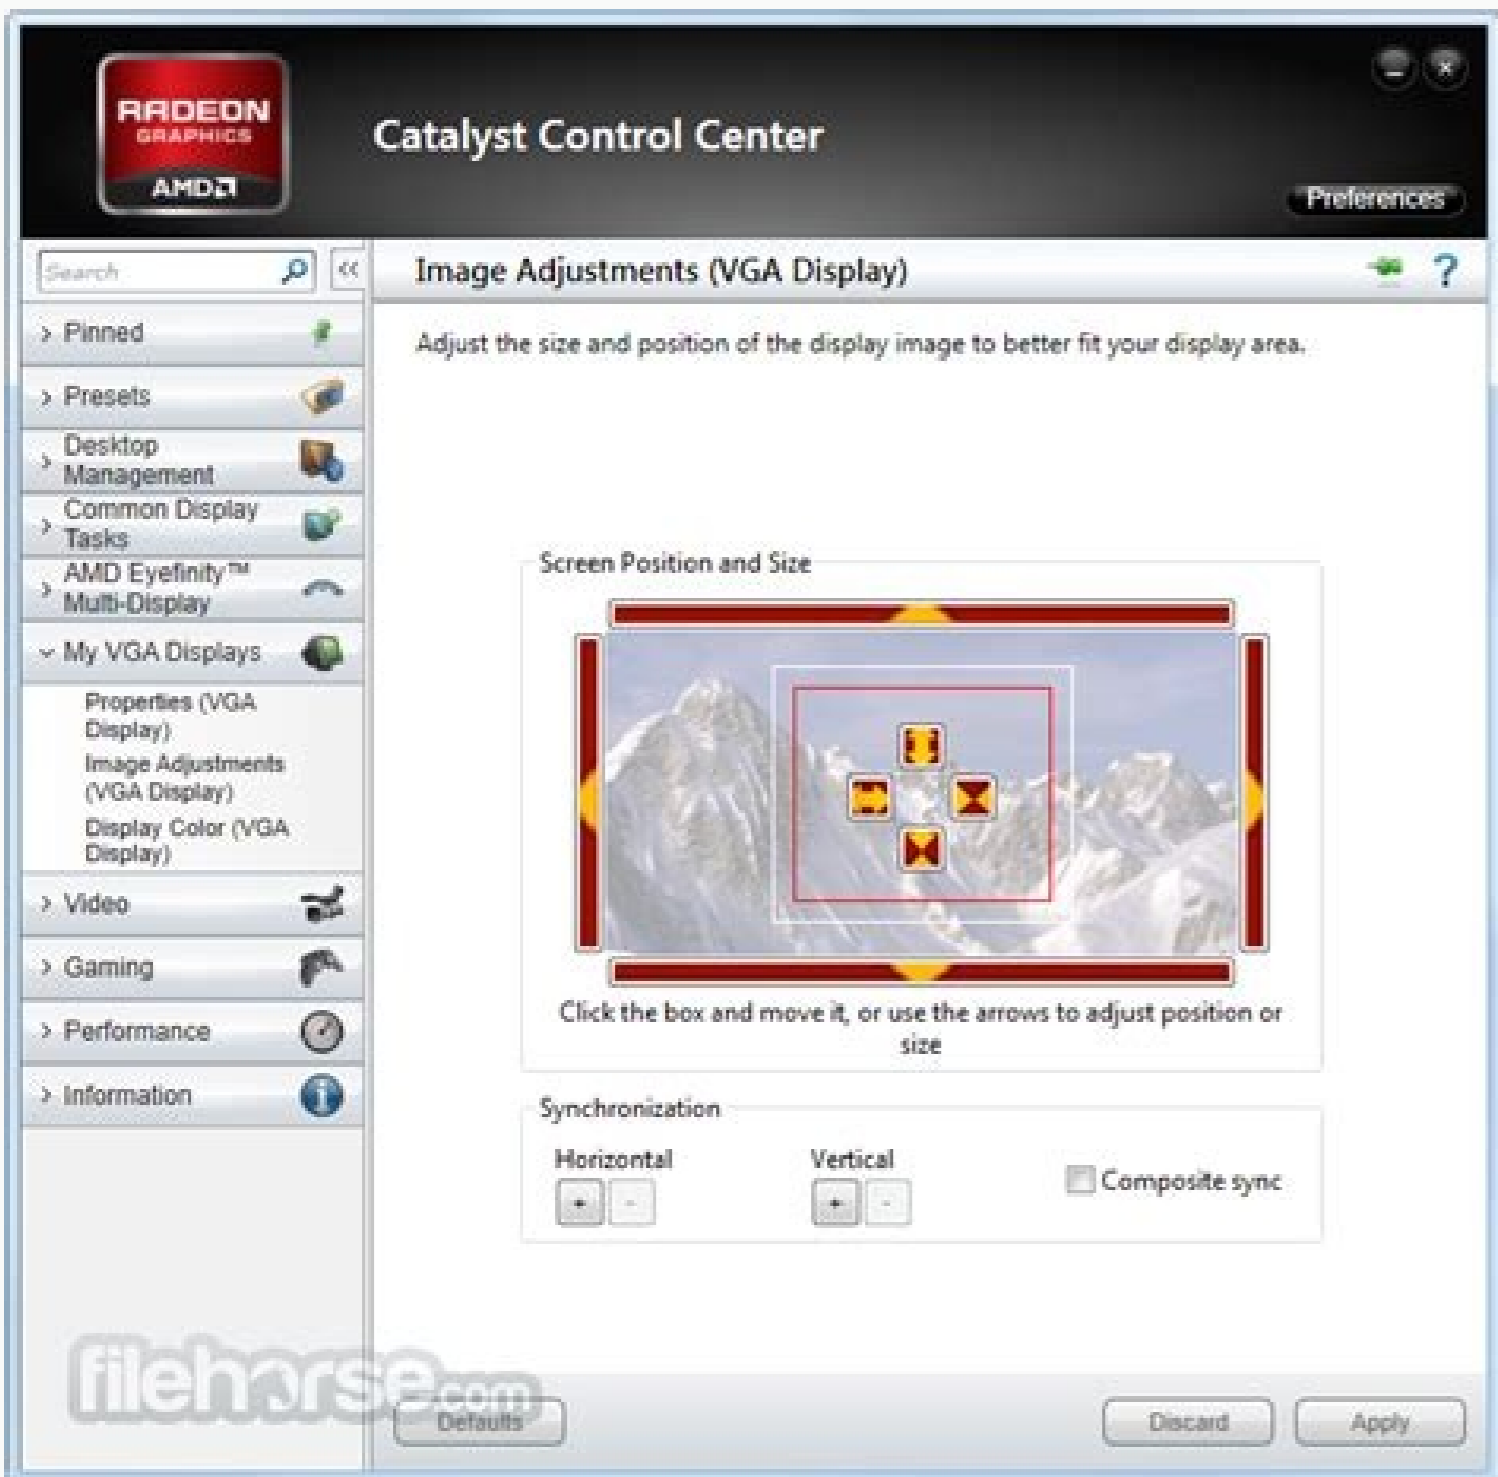 RADEON
GRAPHICS
AMD
Catalyst Control Center
Preferences
Search
<<
Image Adjustments (VGA Display)
?
> Pinned
Adjust the size and position of the display image to better fit your display area.
> Presets
Desktop
> Management
Common Display
> Tasks
AMD Eyefinity™
> Multi-Display
My VGA Displays
Properties (VGA
Display)
Image Adjustments
(VGA Display)
Display Color (VGA
Display)
> Video
> Gaming
> Performance
> Information
Screen Position and Size
Click the box and move it, or use the arrows to adjust position or
size
Synchronization
Horizontal
+ -
Vertical
+ -
Composite sync
filehorse.com
Defaults
Discard
Apply